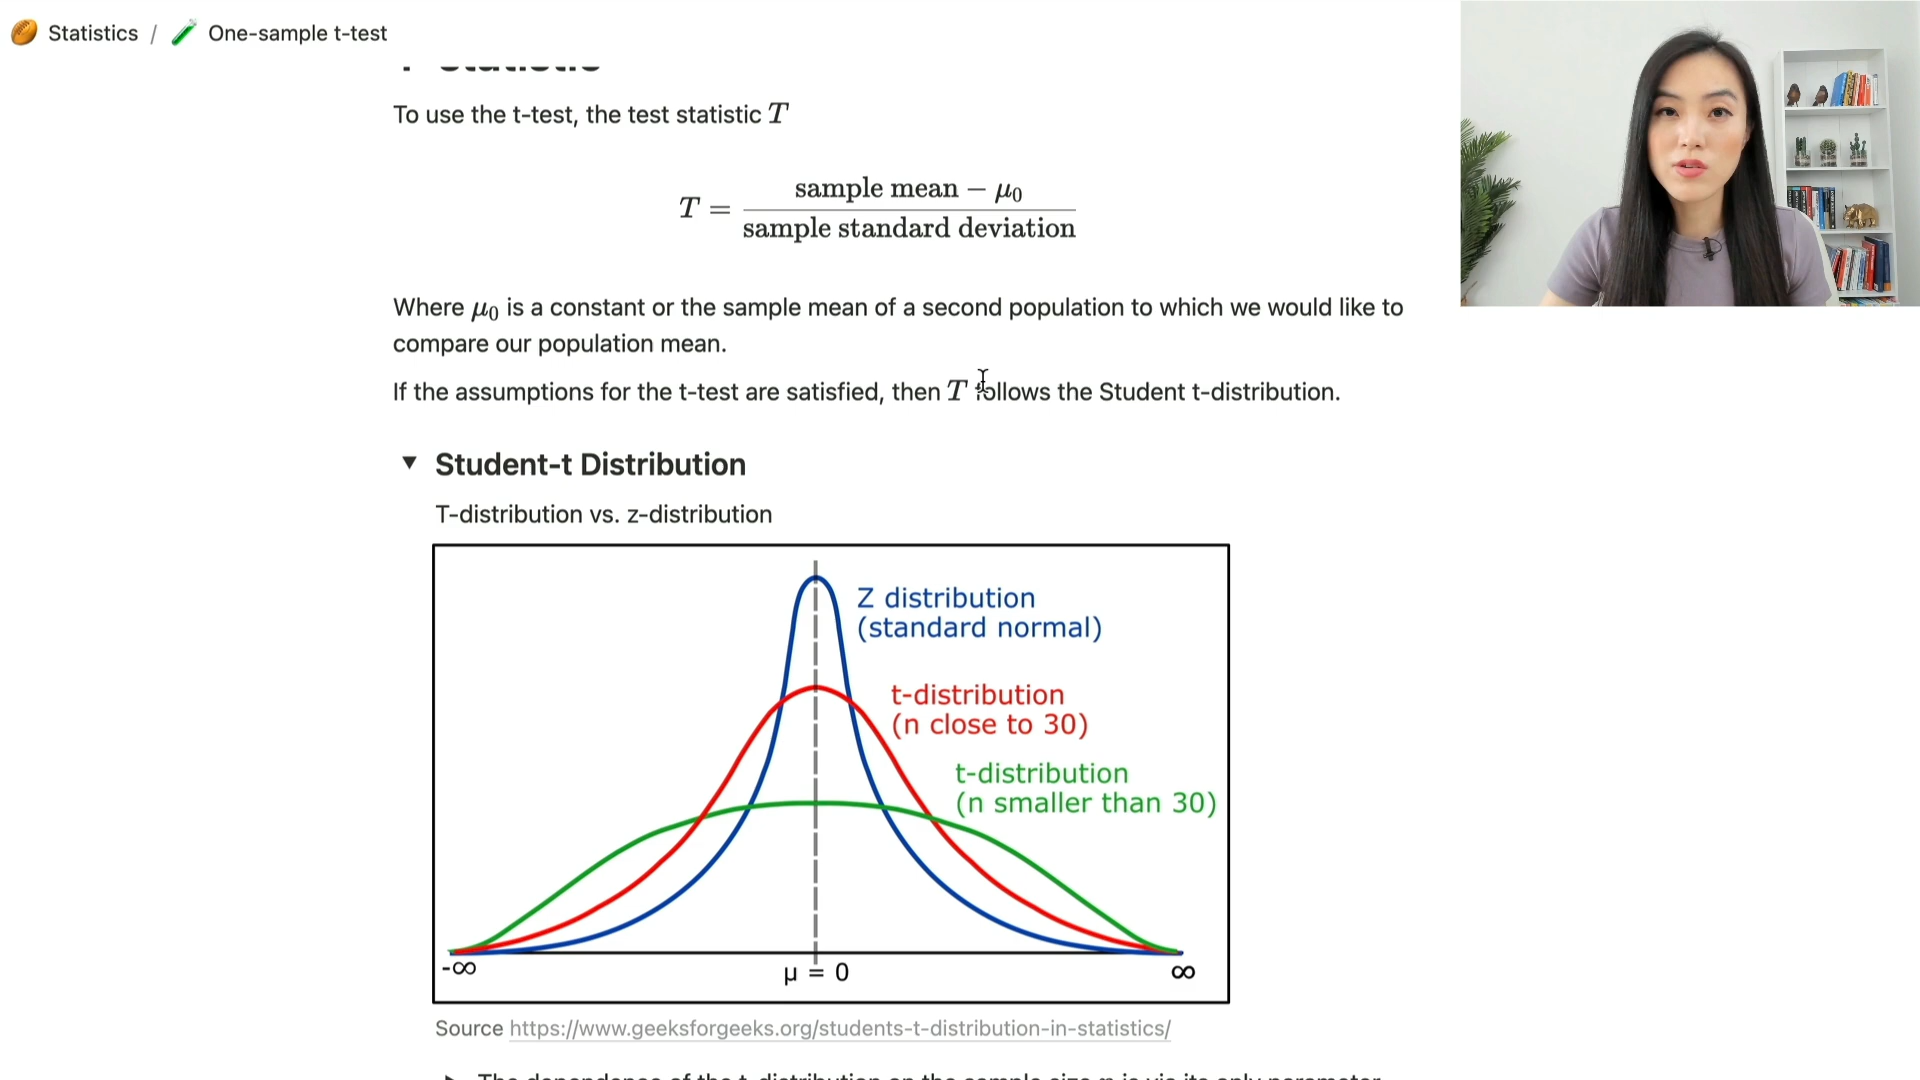 Statistics / One-sample t-test
To use the t-test, the test statistic T
T = sample mean − μ₀ / sample standard deviation
Where μ₀ is a constant or the sample mean of a second population to which we would like to
compare our population mean.
If the assumptions for the t-test are satisfied, then T follows the Student t-distribution.
Student-t Distribution
T-distribution vs. z-distribution
Z distribution
(standard normal)
t-distribution
(n close to 30)
t-distribution
(n smaller than 30)
-∞
μ = 0
∞
Source https://www.geeksforgeeks.org/students-t-distribution-in-statistics/